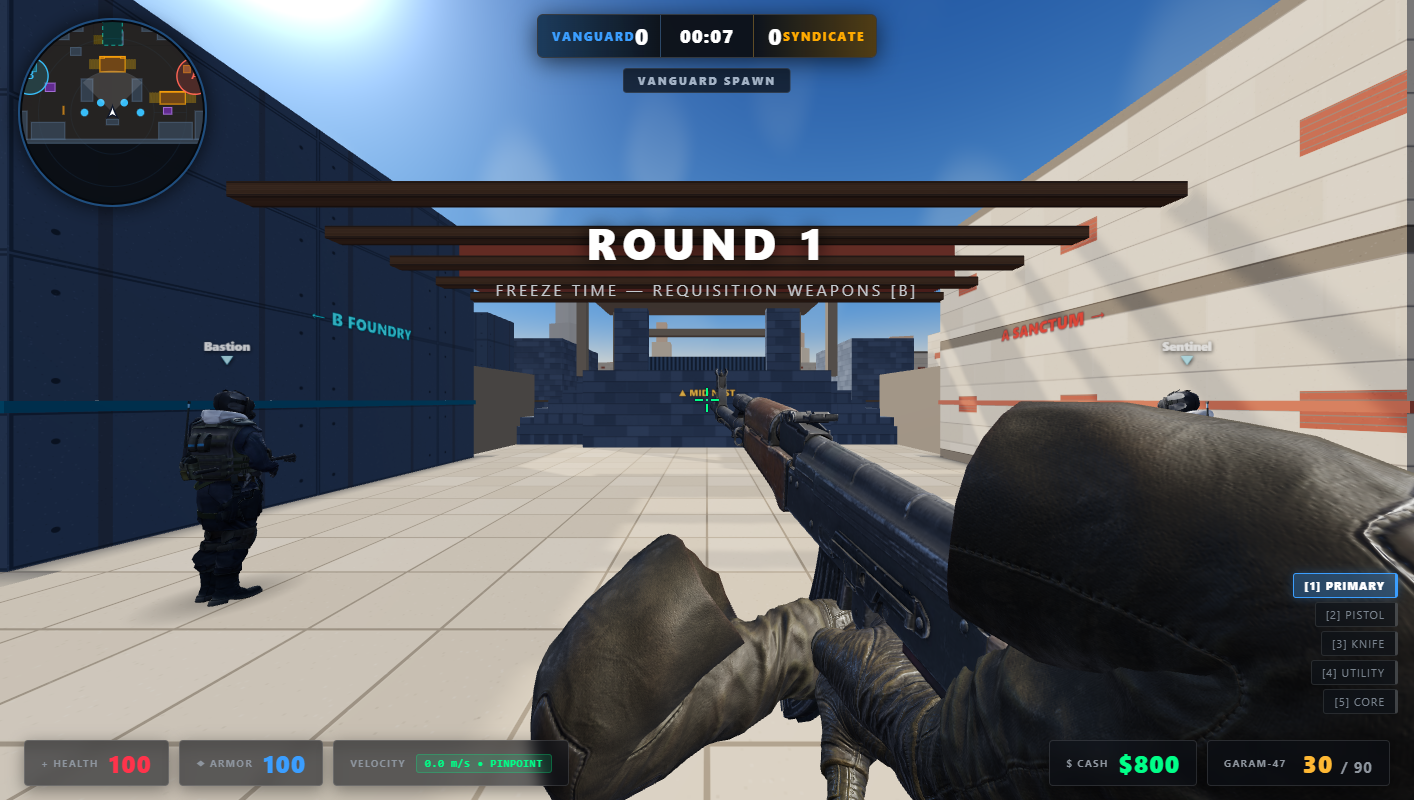 VANGUARD 0 00:07 0 SYNDICATE
VANGUARD SPAWN
B
A
ROUND 1
FREEZE TIME — REQUISITION WEAPONS [B]
← B FOUNDRY
A SANCTUM →
Bastion
Sentinel
▲ MID
[1] PRIMARY
[2] PISTOL
[3] KNIFE
[4] UTILITY
[5] CORE
+ HEALTH 100
ARMOR 100
VELOCITY 0.0 m/s • PINPOINT
$ CASH $800
GARAM-47 30 / 90